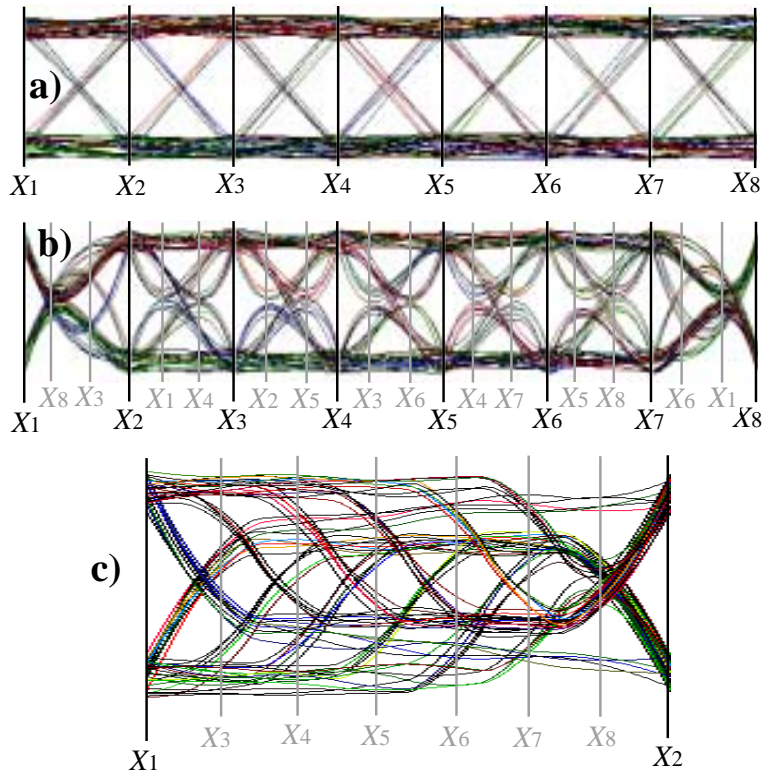 a)
X1 X2 X3 X4 X5 X6 X7 X8
b)
X8 X3 X1 X4 X2 X5 X3 X6 X4 X7 X5 X8 X6 X1
X1 X2 X3 X4 X5 X6 X7 X8
c)
X3 X4 X5 X6 X7 X8
X1 X2